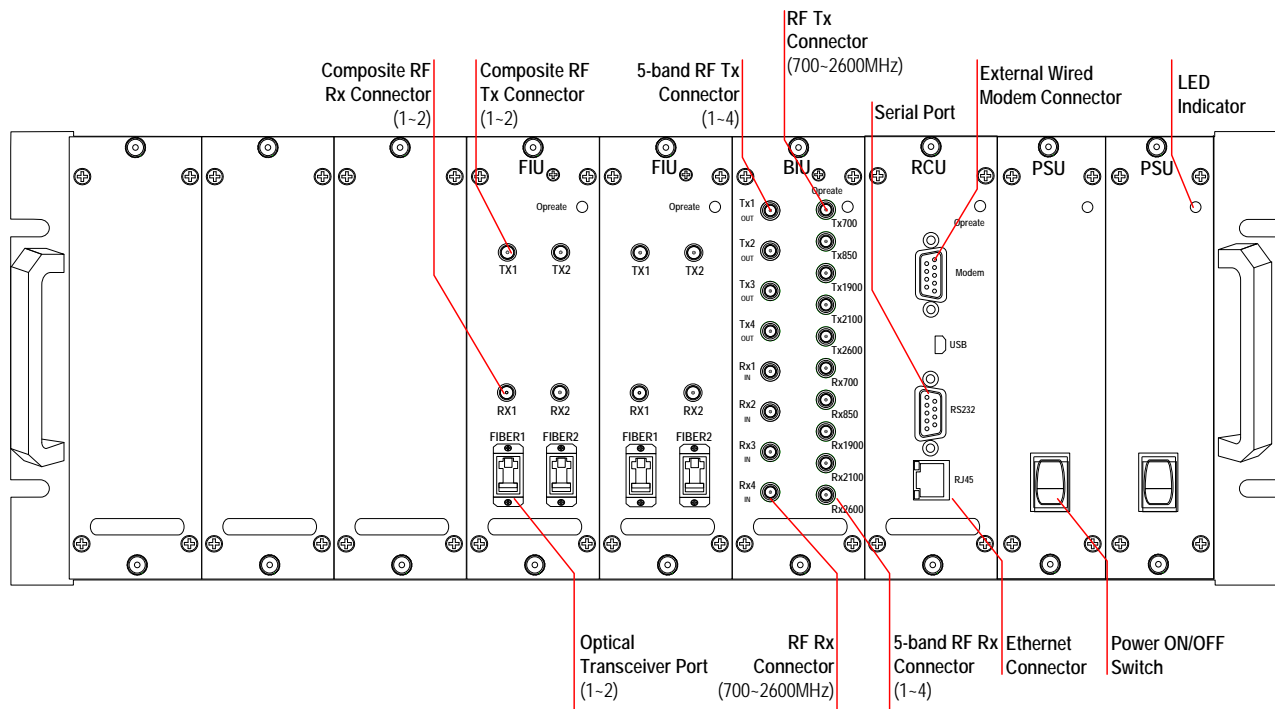 RF Tx
Connector
(700~2600MHz)
Composite RF
Rx Connector
(1~2)
Composite RF
Tx Connector
(1~2)
5-band RF Tx
Connector
(1~4)
External Wired
Modem Connector
LED
Indicator
Serial Port
FIU
Opreate
TX1
TX2
RX1
RX2
FIBER1
FIBER2
FIU
Opreate
TX1
TX2
RX1
RX2
FIBER1
FIBER2
BIU
Opreate
Tx1
OUT
Tx2
OUT
Tx3
OUT
Tx4
OUT
Rx1
IN
Rx2
IN
Rx3
IN
Rx4
IN
Tx700
Tx850
Tx1900
Tx2100
Tx2600
Rx700
Rx850
Rx1900
Rx2100
Rx2600
RCU
Opreate
Modem
USB
RS232
RJ45
PSU
PSU
Optical
Transceiver Port
(1~2)
RF Rx
Connector
(700~2600MHz)
5-band RF Rx
Connector
(1~4)
Ethernet
Connector
Power ON/OFF
Switch